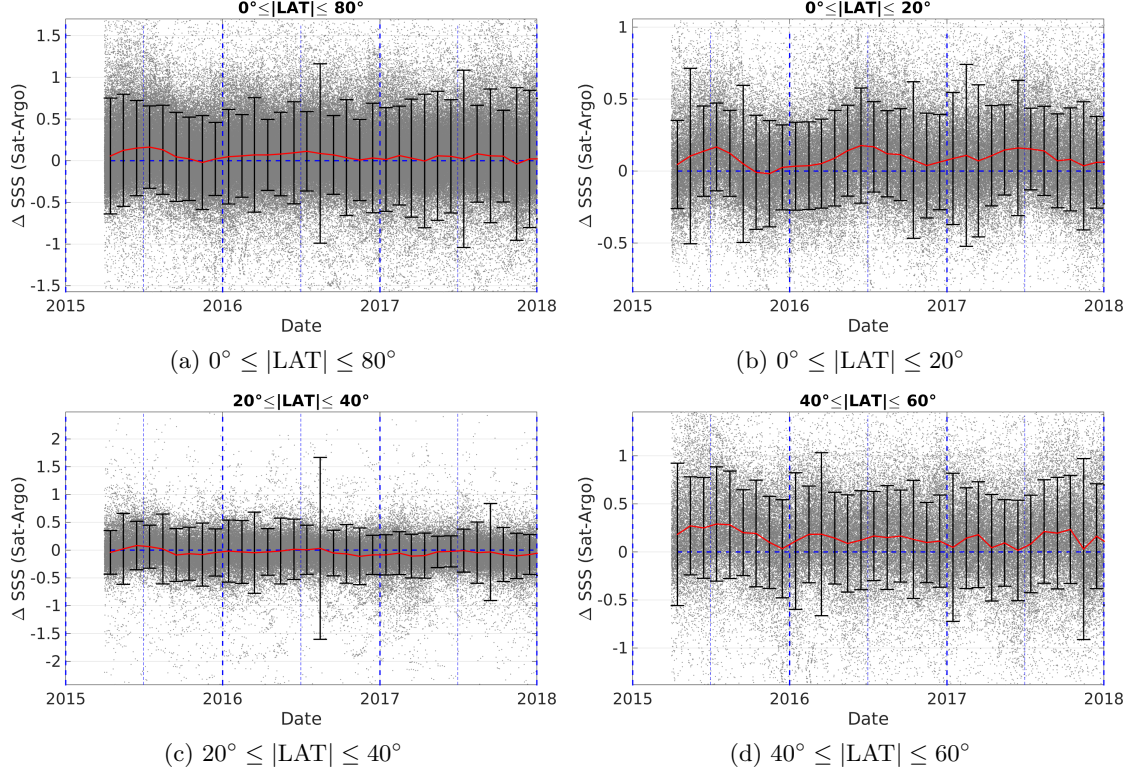 0°≤|LAT|≤ 80°
Δ SSS (Sat-Argo)
1.5
1
0.5
0
-0.5
-1
-1.5
2015 2016 2017 2018
Date
(a) 0° ≤ |LAT| ≤ 80°
0°≤|LAT|≤ 20°
Δ SSS (Sat-Argo)
1
0.5
0
-0.5
2015 2016 2017 2018
Date
(b) 0° ≤ |LAT| ≤ 20°
20°≤|LAT|≤ 40°
Δ SSS (Sat-Argo)
2
1.5
1
0.5
0
-0.5
-1
-1.5
-2
2015 2016 2017 2018
Date
(c) 20° ≤ |LAT| ≤ 40°
40°≤|LAT|≤ 60°
Δ SSS (Sat-Argo)
1
0.5
0
-0.5
-1
2015 2016 2017 2018
Date
(d) 40° ≤ |LAT| ≤ 60°